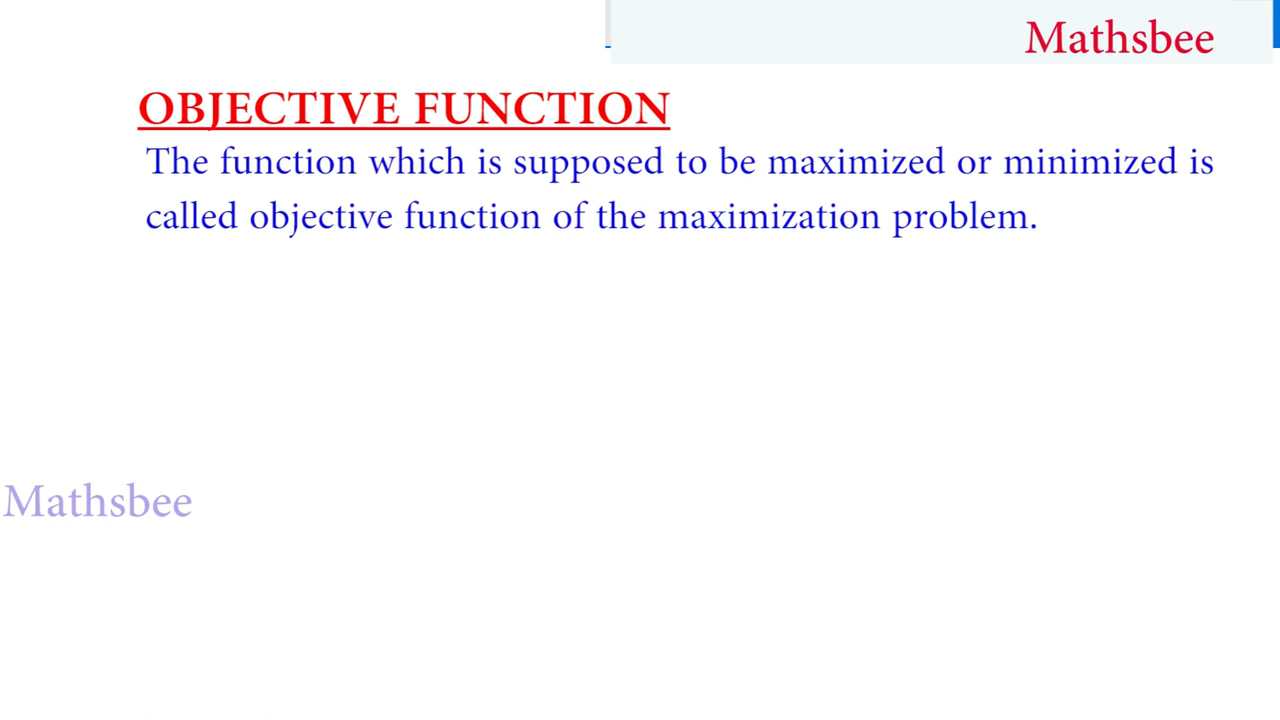 Mathsbee
OBJECTIVE FUNCTION
The function which is supposed to be maximized or minimized is
called objective function of the maximization problem.
Mathsbee